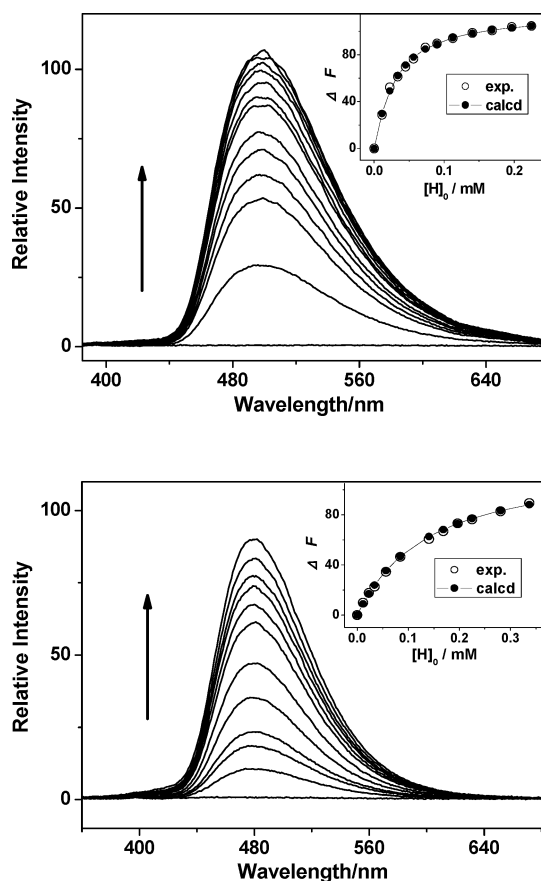 Relative Intensity
100
50
0
400 480 560 640
Wavelength/nm
Δ F
80
40
0
0.0 0.1 0.2
[H]0 / mM
exp.
calcd
Relative Intensity
100
50
0
400 480 560 640
Wavelength/nm
Δ F
80
40
0
0.0 0.1 0.2 0.3
[H]0 / mM
exp.
calcd